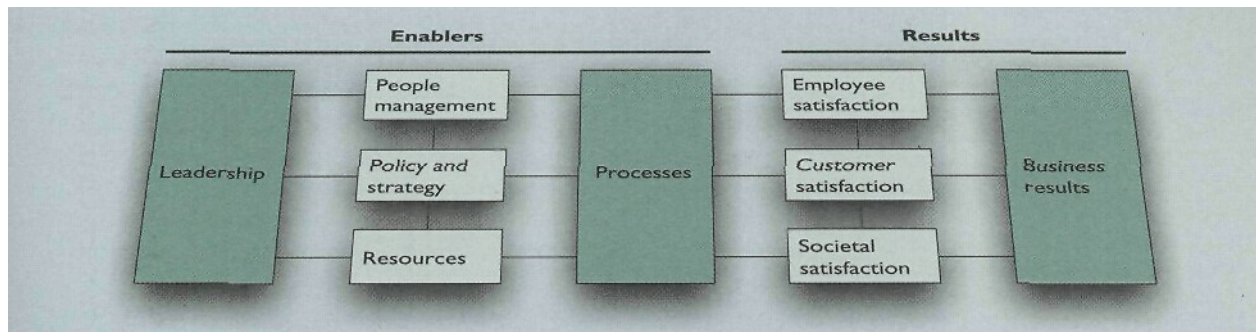 Enablers
Results
Leadership
People
management
Policy and
strategy
Resources
Processes
Employee
satisfaction
Customer
satisfaction
Societal
satisfaction
Business
results